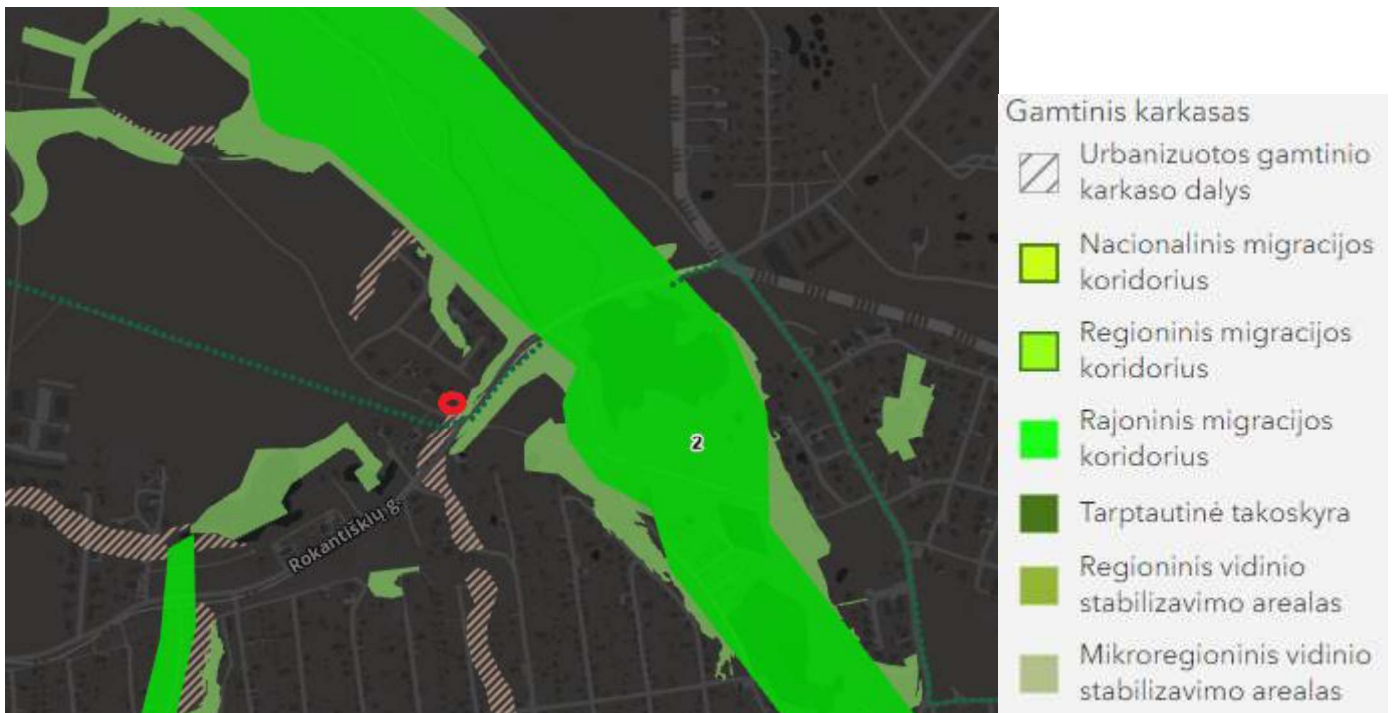 Rokantiškių g.
2
Gamtinis karkasas
Urbanizuotos gamtinio
karkaso dalys
Nacionalinis migracijos
koridorius
Regioninis migracijos
koridorius
Rajoninis migracijos
koridorius
Tarptautinė takoskyra
Regioninis vidinio
stabilizavimo arealas
Mikroregioninis vidinio
stabilizavimo arealas